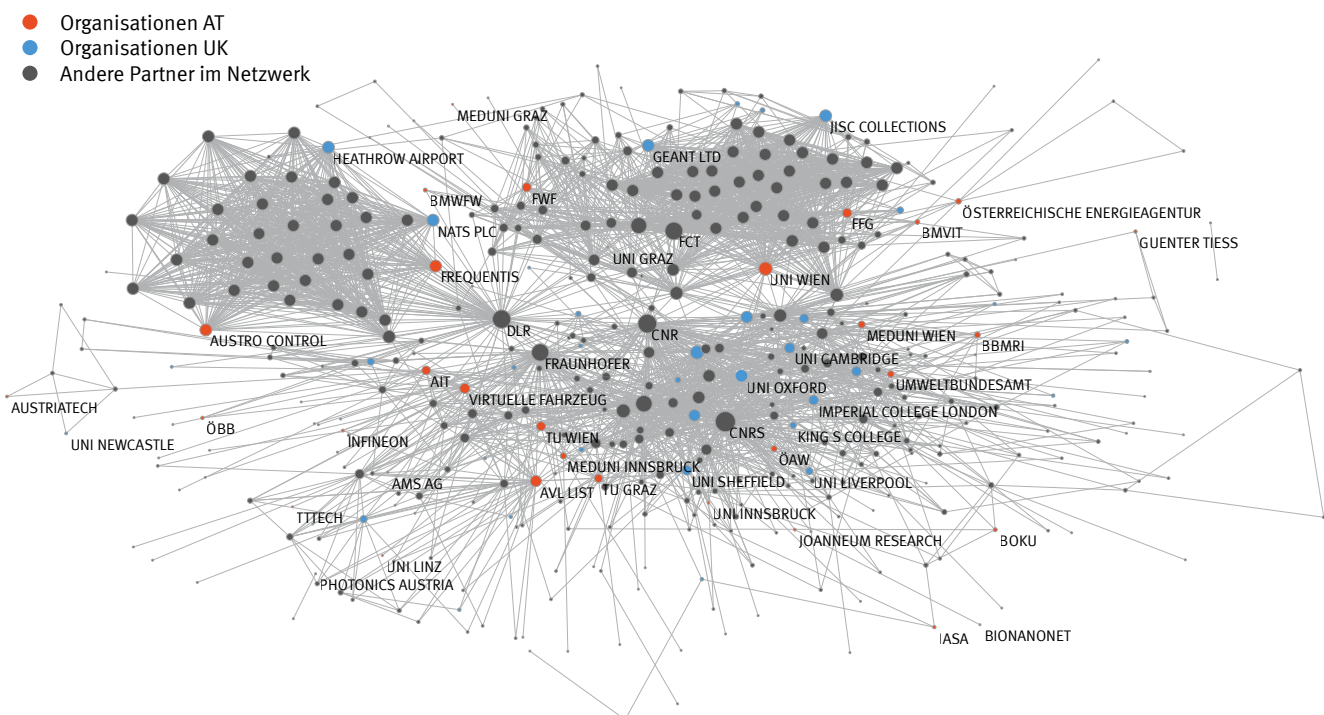 Organisationen AT
Organisationen UK
Andere Partner im Netzwerk
MEDUNI GRAZ
JISC COLLECTIONS
HEATHROW AIRPORT
GEANT LTD
BMWFW
FWF
ÖSTERREICHISCHE ENERGIEAGENTUR
NATS PLC
FFG
BMVIT
FCT
GUENTER TIESS
UNI GRAZ
FREQUENTIS
UNI WIEN
DLR
CNR
MEDUNI WIEN
AUSTRO CONTROL
BBMRI
UNI CAMBRIDGE
FRAUNHOFER
AIT
UNI OXFORD
UMWELTBUNDESAMT
VIRTUELLE FAHRZEUG
AUSTRIATECH
IMPERIAL COLLEGE LONDON
ÖBB
CNRS
KING S COLLEGE
INFINEON
TU WIEN
UNI NEWCASTLE
ÖAW
MEDUNI INNSBRUCK
AMS AG
UNI SHEFFIELD
UNI LIVERPOOL
AVL LIST
TU GRAZ
TTTECH
UNI INNSBRUCK
JOANNEUM RESEARCH
BOKU
UNI LINZ
PHOTONICS AUSTRIA
IASA
BIONANONET